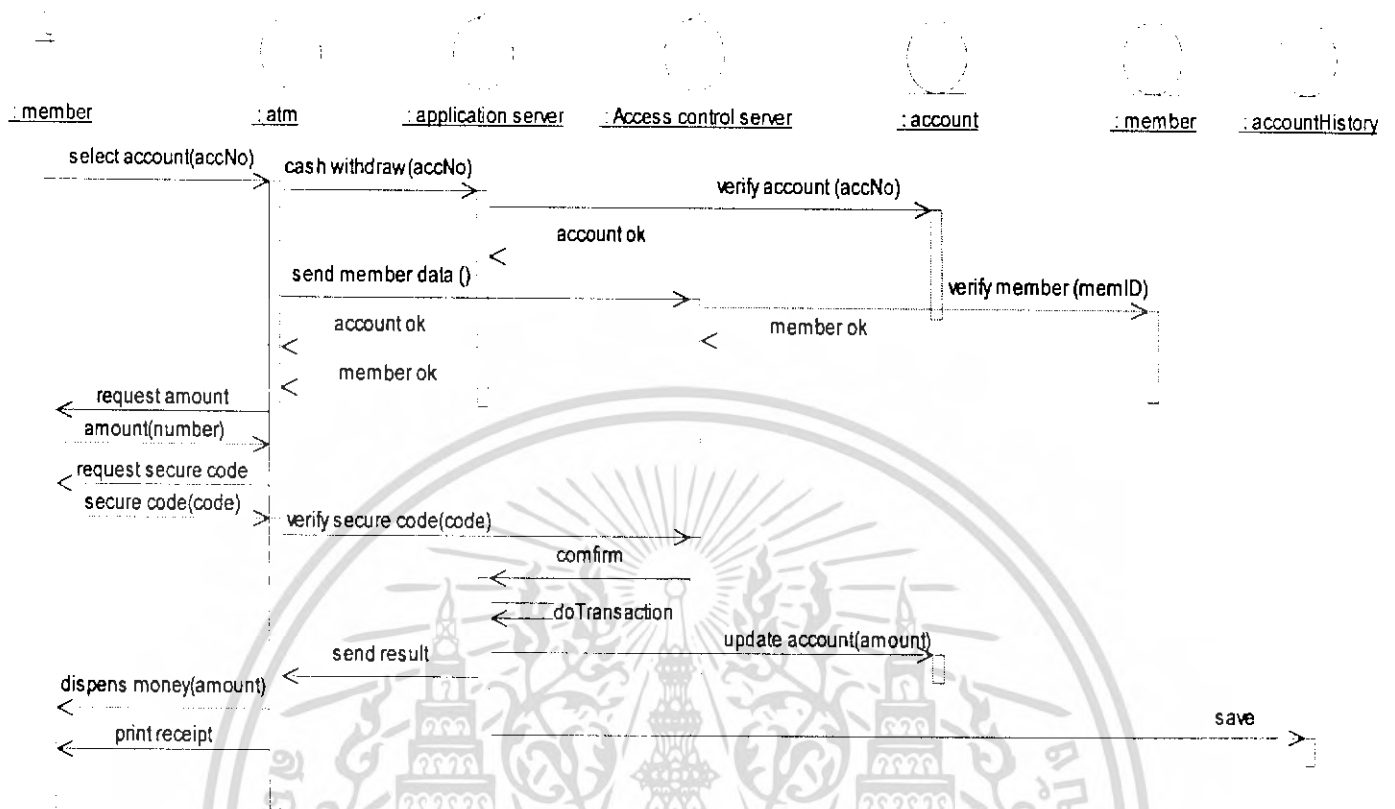 : member : atm : application server : Access control server : account : member : accountHistory
select account(accNo)
cash withdraw(accNo)
verify account (accNo)
account ok
send member data ()
verify member (memID)
account ok
member ok
member ok
request amount
amount(number)
request secure code
secure code(code)
verify secure code(code)
comfirm
doTransaction
update account(amount)
send result
dispens money(amount)
save
print receipt